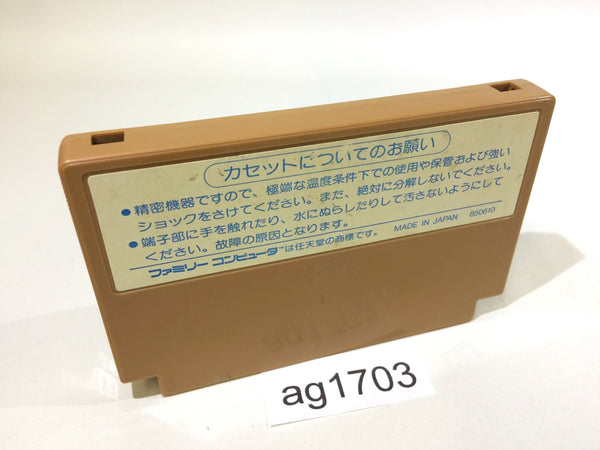 カセットについてのお願い
●精密機器ですので、極端な温度条件下での使用や保管および強い
ショックをさけてください。また、絶対に分解しないでください。
●端子部に手を触れたり、水にぬらしたりして汚さないようにして
ください。故障の原因となります。
MADE IN JAPAN 850610
ファミリーコンピュータ™は任天堂の商標です。
ag1703